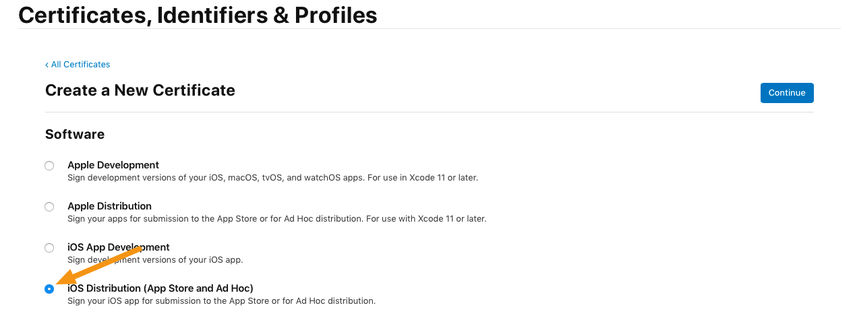 Certificates, Identifiers & Profiles
‹ All Certificates
Create a New Certificate
Continue
Software
Apple Development
Sign development versions of your iOS, macOS, tvOS, and watchOS apps. For use in Xcode 11 or later.
Apple Distribution
Sign your apps for submission to the App Store or for Ad Hoc distribution. For use with Xcode 11 or later.
iOS App Development
Sign development versions of your iOS app.
iOS Distribution (App Store and Ad Hoc)
Sign your iOS app for submission to the App Store or for Ad Hoc distribution.